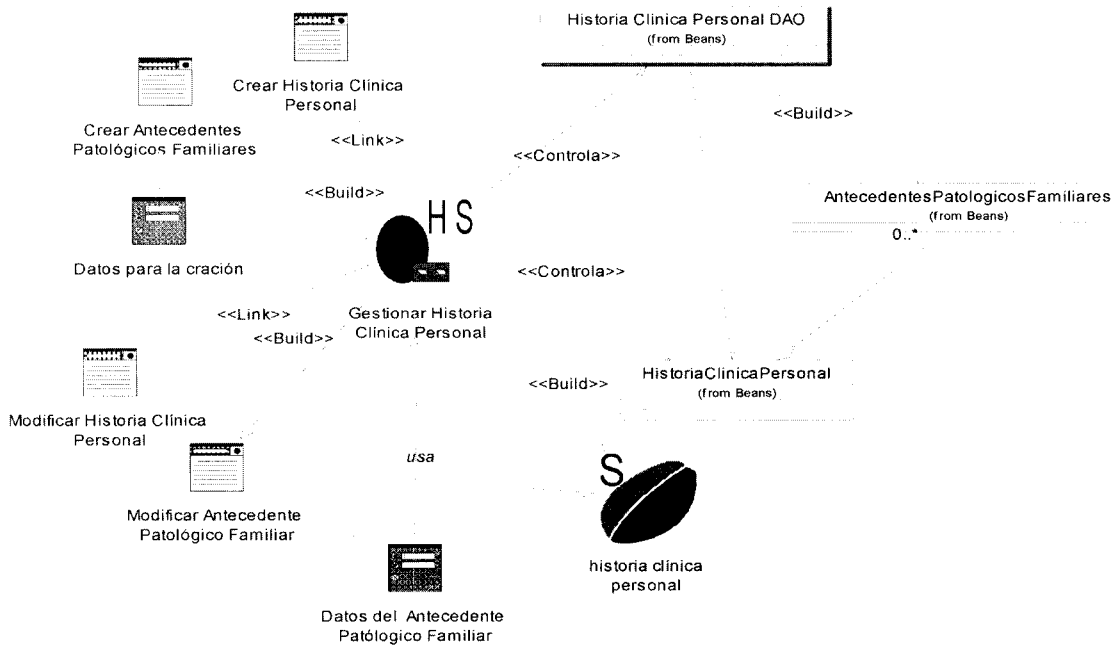 Historia Clinica Personal DAO
(from Beans)
Crear Historia Clínica
Personal
<<Build>>
Crear Antecedentes
Patológicos Familiares
<<Link>>
<<Controla>>
<<Build>>
AntecedentesPatologicosFamiliares
(from Beans)
0..*
H S
Datos para la cración
<<Controla>>
<<Link>>
Gestionar Historia
Clínica Personal
<<Build>>
HistoriaClinicaPersonal
(from Beans)
<<Build>>
Modificar Historia Clínica
Personal
usa
S
Modificar Antecedente
Patológico Familiar
historia clínica
personal
Datos del Antecedente
Patólogico Familiar